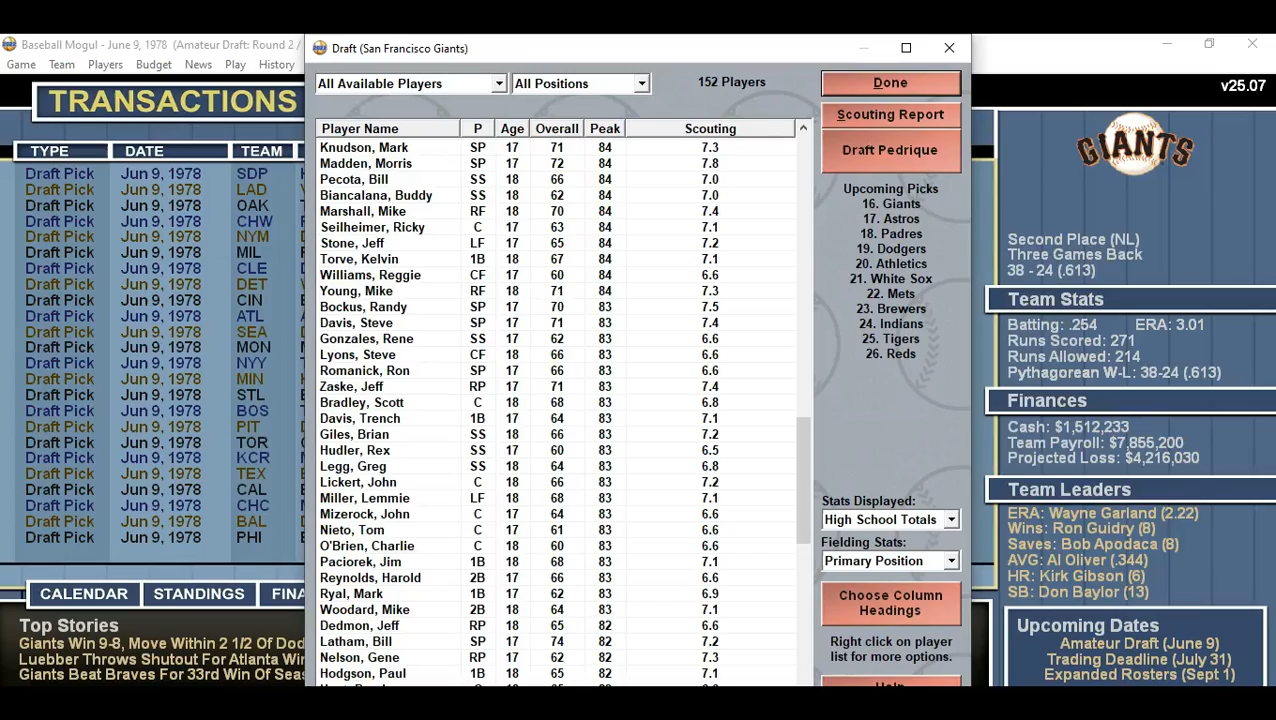 Baseball Mogul - June 9, 1978 (Amateur Draft: Round 2 /
Game Team Players Budget News Play History
TRANSACTIONS
TYPE DATE TEAM
Draft Pick Jun 9, 1978 SDP
Draft Pick Jun 9, 1978 LAD
Draft Pick Jun 9, 1978 OAK
Draft Pick Jun 9, 1978 CHW
Draft Pick Jun 9, 1978 NYM
Draft Pick Jun 9, 1978 MIL
Draft Pick Jun 9, 1978 CLE
Draft Pick Jun 9, 1978 DET
Draft Pick Jun 9, 1978 CIN
Draft Pick Jun 9, 1978 ATL
Draft Pick Jun 9, 1978 SEA
Draft Pick Jun 9, 1978 MON
Draft Pick Jun 9, 1978 NYY
Draft Pick Jun 9, 1978 MIN
Draft Pick Jun 9, 1978 STL
Draft Pick Jun 9, 1978 BOS
Draft Pick Jun 9, 1978 PIT
Draft Pick Jun 9, 1978 TOR
Draft Pick Jun 9, 1978 KCR
Draft Pick Jun 9, 1978 TEX
Draft Pick Jun 9, 1978 CAL
Draft Pick Jun 9, 1978 CHC
Draft Pick Jun 9, 1978 BAL
Draft Pick Jun 9, 1978 PHI
CALENDAR STANDINGS FINA
Top Stories
Giants Win 9-8, Move Within 2 1/2 Of Dod
Luebber Throws Shutout For Atlanta Win
Giants Beat Braves For 33rd Win Of Seas
Draft (San Francisco Giants)
All Available Players All Positions 152 Players
Player Name P Age Overall Peak Scouting
Knudson, Mark SP 17 71 84 7.3
Madden, Morris SP 17 72 84 7.8
Pecota, Bill SS 18 66 84 7.0
Biancalana, Buddy SS 18 62 84 7.0
Marshall, Mike RF 18 70 84 7.4
Seilheimer, Ricky C 17 63 84 7.1
Stone, Jeff LF 17 65 84 7.2
Torve, Kelvin 1B 18 67 84 7.1
Williams, Reggie CF 17 60 84 6.6
Young, Mike RF 18 71 84 7.3
Bockus, Randy SP 17 70 83 7.5
Davis, Steve SP 17 71 83 7.4
Gonzales, Rene SS 17 62 83 6.6
Lyons, Steve CF 18 66 83 6.6
Romanick, Ron SP 17 66 83 6.6
Zaske, Jeff RP 17 71 83 7.4
Bradley, Scott C 18 68 83 6.8
Davis, Trench 1B 17 64 83 7.1
Giles, Brian SS 18 66 83 7.2
Hudler, Rex SS 17 60 83 6.5
Legg, Greg SS 18 64 83 6.8
Lickert, John C 18 66 83 7.2
Miller, Lemmie LF 18 68 83 7.1
Mizerock, John C 17 64 83 6.6
Nieto, Tom C 17 61 83 6.6
O'Brien, Charlie C 18 60 83 6.6
Paciorek, Jim 1B 18 68 83 7.1
Reynolds, Harold 2B 17 66 83 6.6
Ryal, Mark 1B 17 65 83 6.9
Woodard, Mike 2B 18 64 83 7.1
Dedmon, Jeff RP 18 65 82 6.6
Latham, Bill SP 17 74 82 7.2
Nelson, Gene RP 17 62 82 7.3
Hodgson, Paul 1B 18 65 82 7.1
Done
Scouting Report
Draft Pedrique
Upcoming Picks
16. Giants
17. Astros
18. Padres
19. Dodgers
20. Athletics
21. White Sox
22. Mets
23. Brewers
24. Indians
25. Tigers
26. Reds
Stats Displayed:
High School Totals
Fielding Stats:
Primary Position
Choose Column
Headings
Right click on player
list for more options.
Help
v25.07
GIANTS
Second Place (NL)
Three Games Back
38 - 24 (.613)
Team Stats
Batting: .254 ERA: 3.01
Runs Scored: 271
Runs Allowed: 214
Pythagorean W-L: 38-24 (.613)
Finances
Cash: $1,512,233
Team Payroll: $7,855,200
Projected Loss: $4,216,030
Team Leaders
ERA: Wayne Garland (2.22)
Wins: Ron Guidry (8)
Saves: Bob Apodaca (8)
AVG: Al Oliver (.344)
HR: Kirk Gibson (6)
SB: Don Baylor (13)
Upcoming Dates
Amateur Draft (June 9)
Trading Deadline (July 31)
Expanded Rosters (Sept 1)